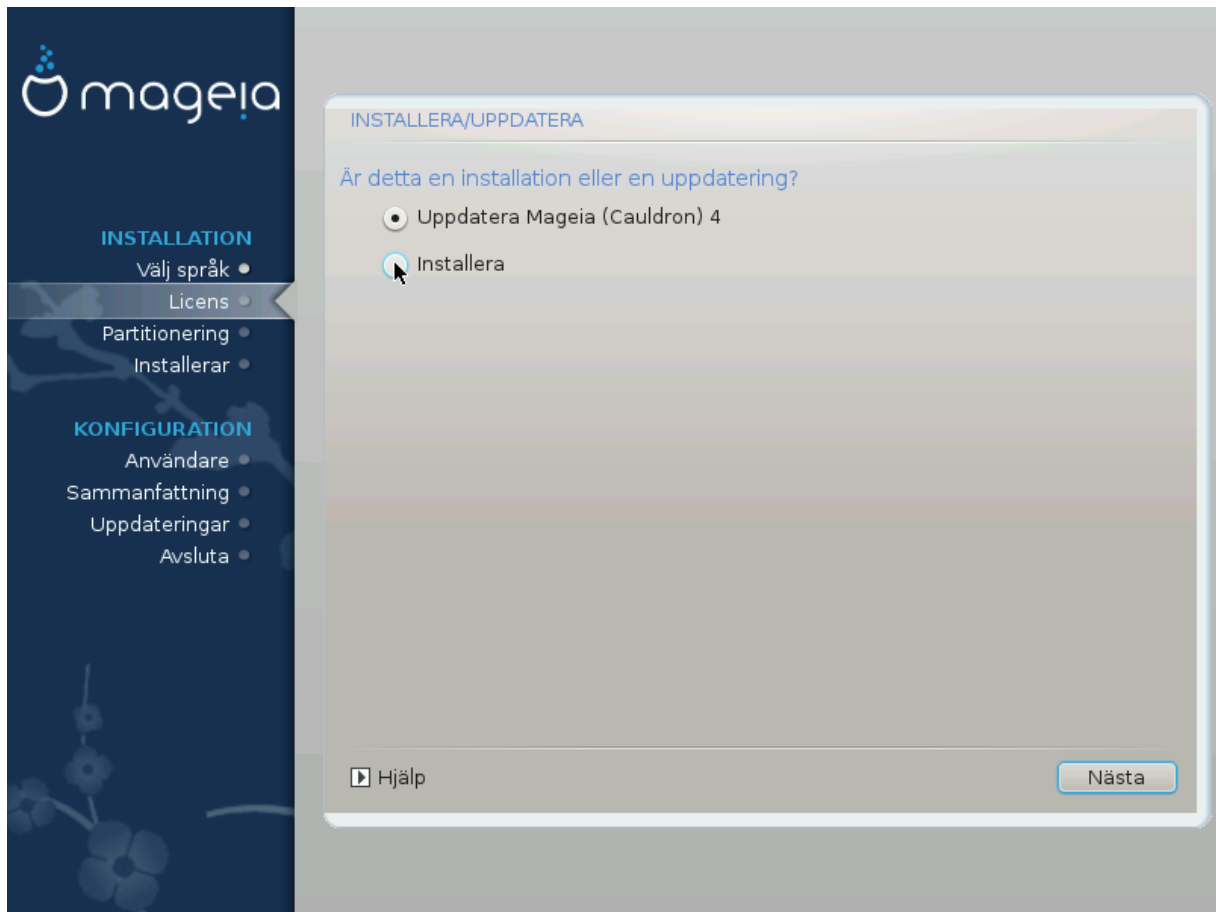 mageia
INSTALLATION
Välj språk
Licens
Partitionering
Installerar
KONFIGURATION
Användare
Sammanfattning
Uppdateringar
Avsluta
INSTALLERA/UPPDATERA
Är detta en installation eller en uppdatering?
Uppdatera Mageia (Cauldron) 4
Installera
Hjälp
Nästa